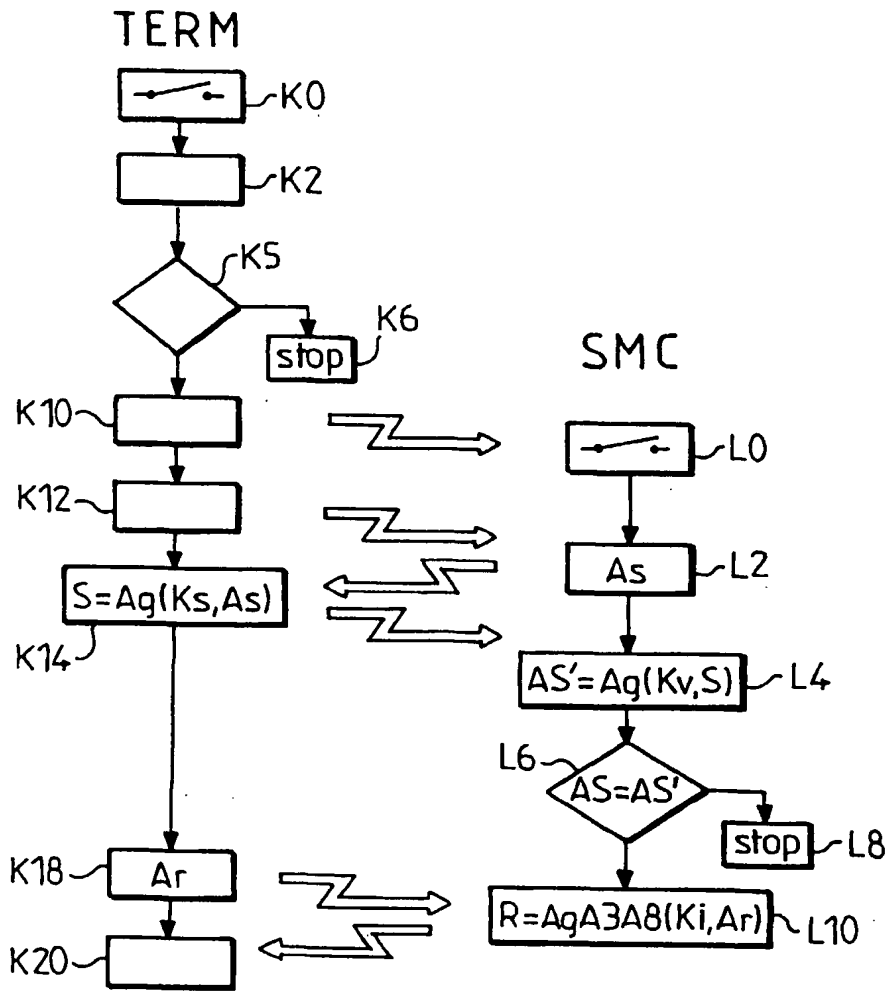 TERM
K0
K2
K5
K6
stop
SMC
K10
L0
K12
As
L2
S=Ag(Ks,As)
K14
AS'=Ag(Kv,S)
L4
L6
AS=AS'
stop
L8
K18
Ar
R=AgA3A8(Ki,Ar)
L10
K20